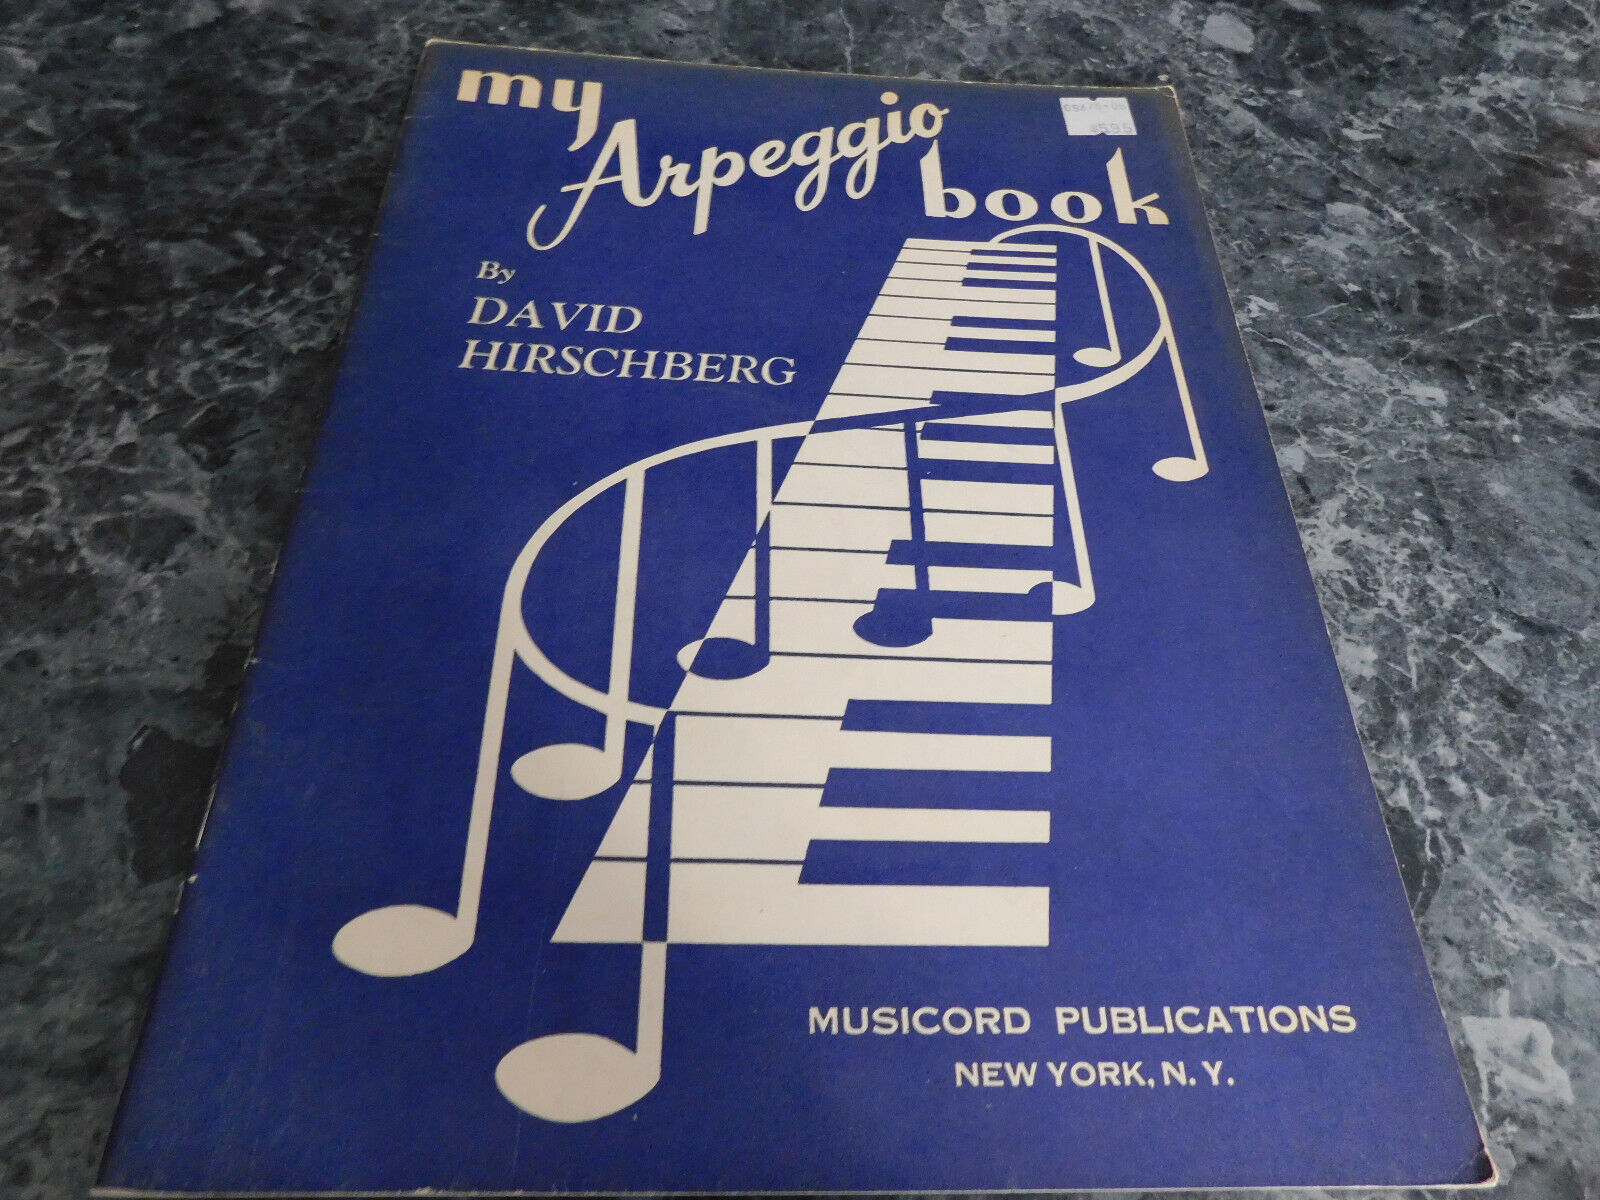 my
Arpeggio
book
By
DAVID
HIRSCHBERG
MUSICORD PUBLICATIONS
NEW YORK, N. Y.